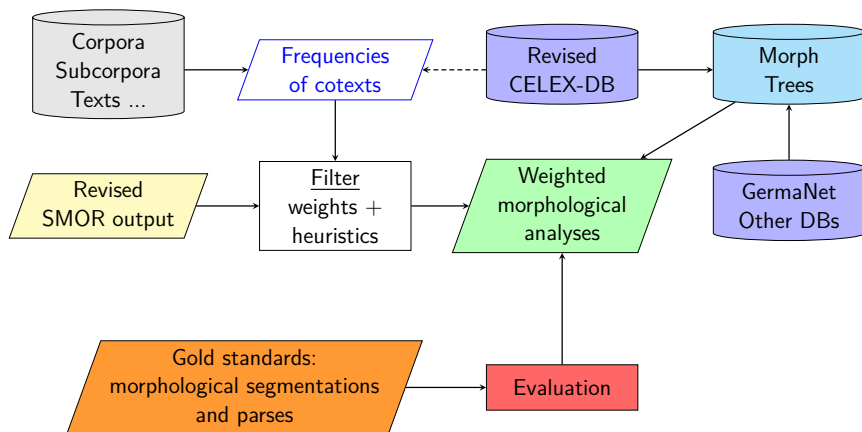 Corpora
Subcorpora
Texts ...
Frequencies
of cotexts
Revised
CELEX-DB
Morph
Trees
Revised
SMOR output
Filter
weights +
heuristics
Weighted
morphological
analyses
GermaNet
Other DBs
Gold standards:
morphological segmentations
and parses
Evaluation